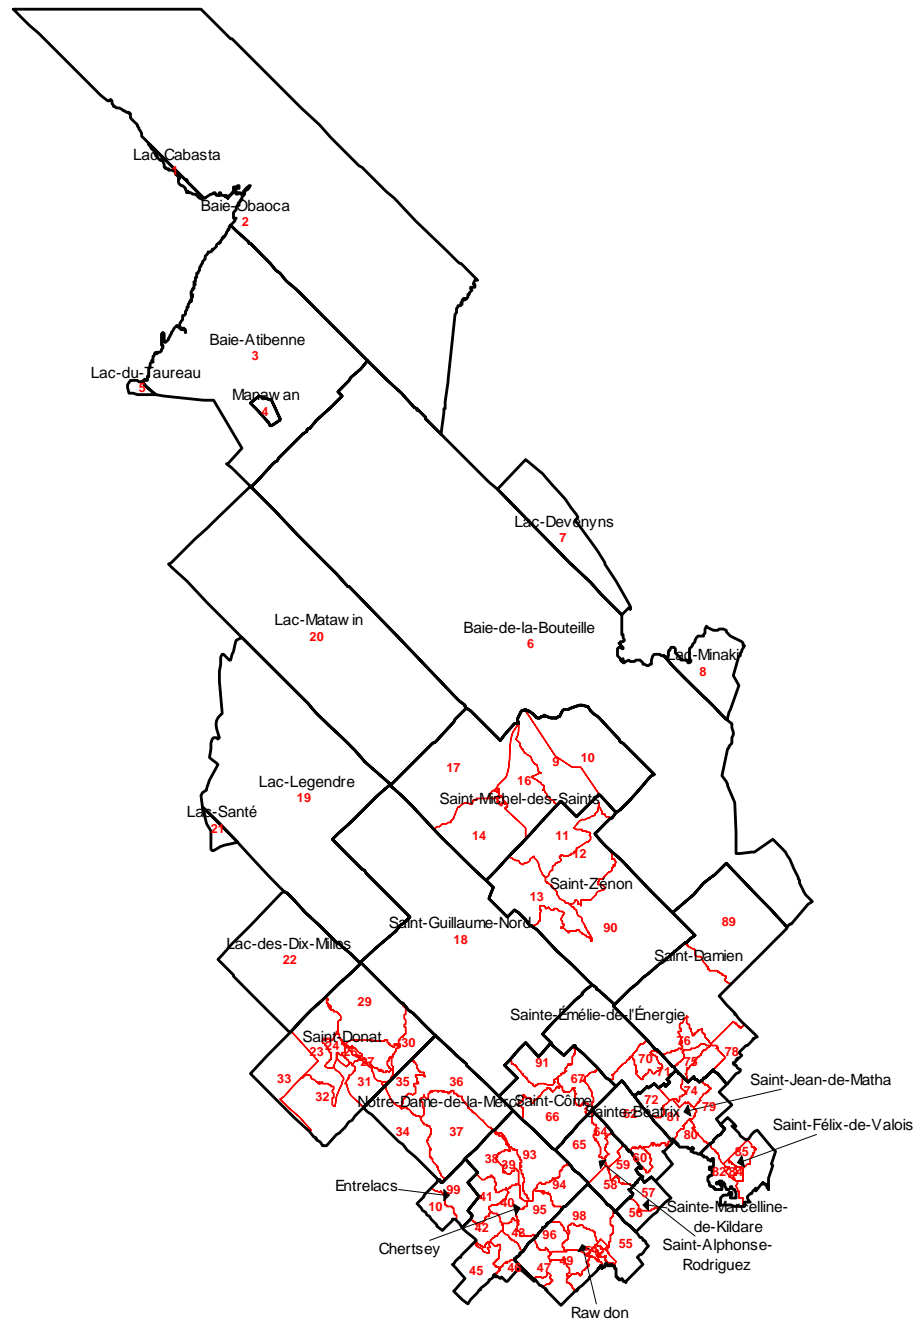 Lac-Cabasta
1
Baie-Obaoca
2
Baie-Atibenne
3
Lac-du-Taureau
5
Manawan
4
Lac-Devenyns
7
Lac-Matawin
20
Baie-de-la-Bouteille
6
Lac-Minaki
8
17
9
10
16
Lac-Legendre
19
Saint-Michel-des-Saints
Lac-Santé
21
14
11
12
Saint-Zénon
13
Saint-Guillaume-Nord
18
90
89
Lac-des-Dix-Milles
22
Saint-Damien
29
Sainte-Émélie-de-l'Énergie
Saint-Donat
23
24
30
27
76
78
75
91
70
71
33
31
35
36
67
74
Saint-Jean-de-Matha
32
Notre-Dame-de-la-Merci
Saint-Côme
66
72
Sainte-Béatrix
81
79
34
37
64
80
Saint-Félix-de-Valois
65
38
93
39
59
60
85
82
Entrelacs
99
10
94
58
57
41
40
95
56
Sainte-Marcelline-
de-Kildare
98
42
43
96
55
Chertsey
Saint-Alphonse-
Rodriguez
45
46
47
49
Rawdon